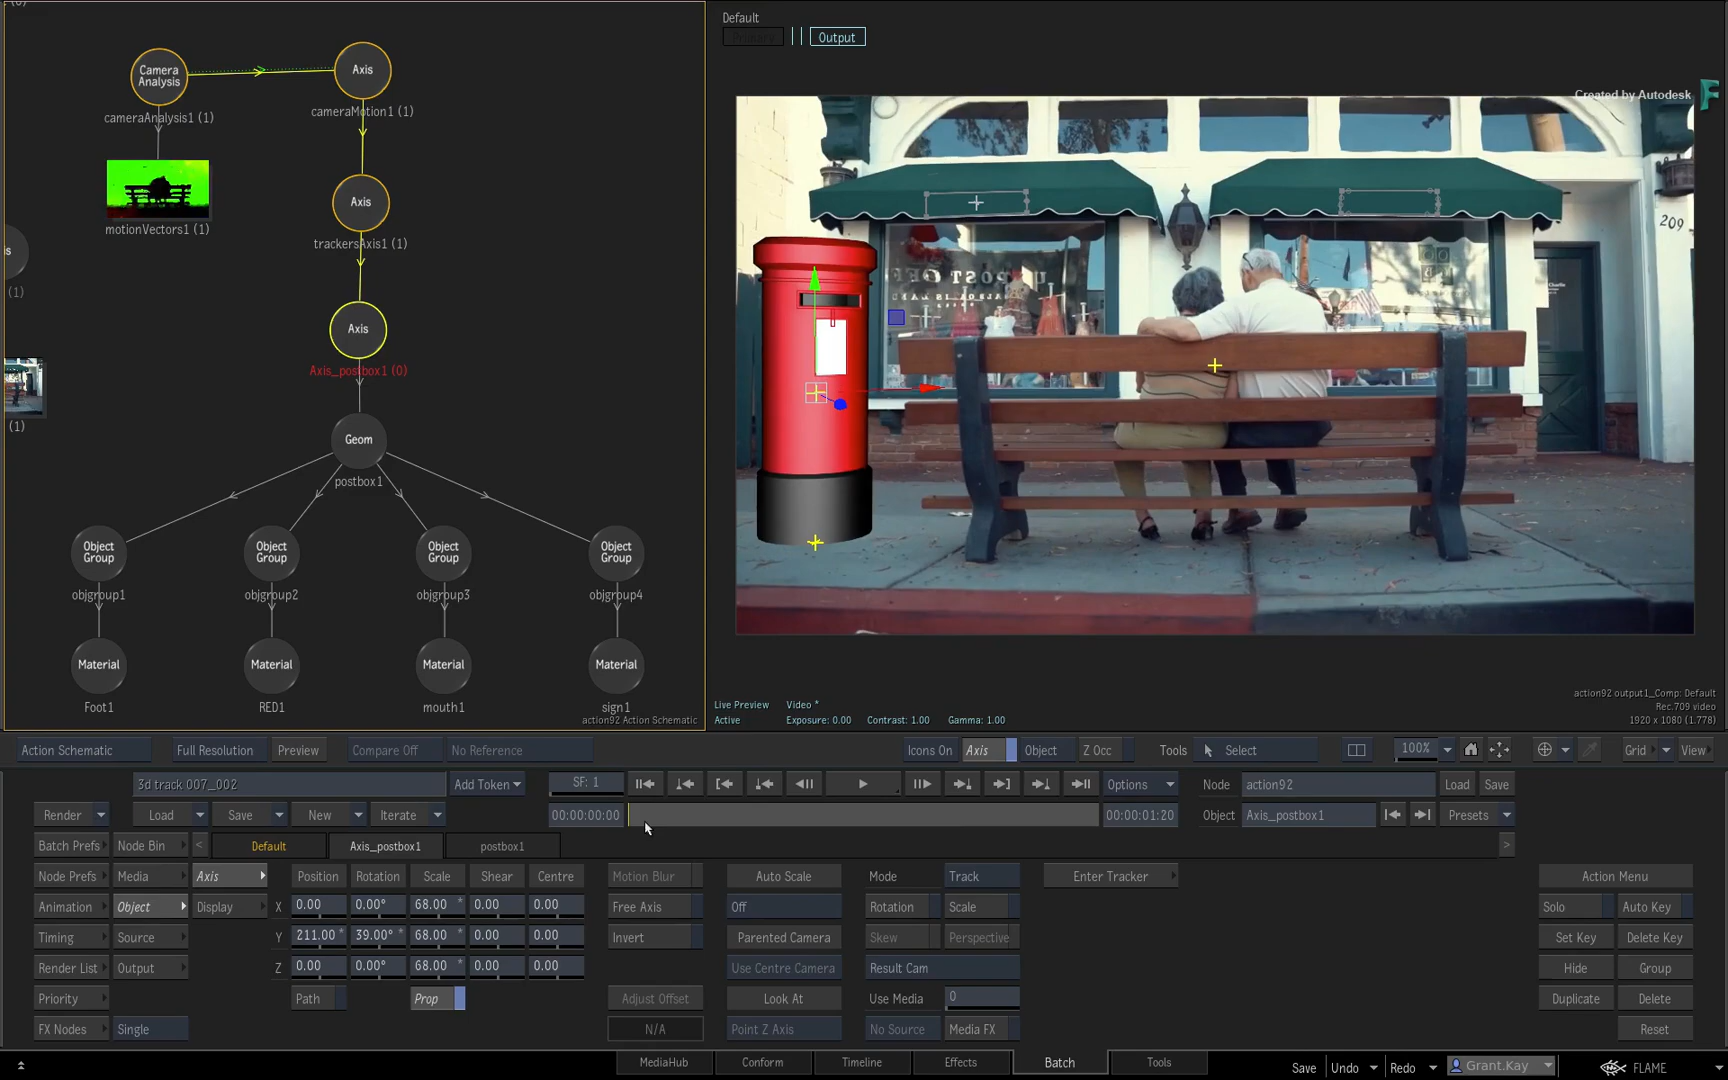 Default
Output
Created by Autodesk
Camera Analysis
Axis
cameraAnalysis1 (1)
cameraMotion1 (1)
motionVectors1 (1)
Axis
trackersAxis1 (1)
(1)
Axis
Axis_postbox1 (0)
(1)
Geom
postbox1
Object Group
Object Group
Object Group
Object Group
objgroup1
objgroup2
objgroup3
objgroup4
Material
Material
Material
Material
Foot1
RED1
mouth1
sign1
action92 Action Schematic
209
Live Preview
Active
Video *
Exposure: 0.00 Contrast: 1.00 Gamma: 1.00
action92 output1_Comp: Default
Rec.709 video
1920 x 1080 (1.778)
Action Schematic Full Resolution Preview Compare Off No Reference Icons On Axis Object Z Occ Tools Select 100% Grid View
3d track 007_002 Add Token SF: 1 Options Node action92 Load Save
Render Load Save New Iterate 00:00:00:00 00:00:01:20 Object Axis_postbox1 Presets
Batch Prefs Node Bin < Default Axis_postbox1 postbox1 >
Node Prefs Media Axis Position Rotation Scale Shear Centre Motion Blur Auto Scale Mode Track Enter Tracker Action Menu
Animation Object Display X 0.00 0.00° 68.00 * 0.00 0.00 Free Axis Off Rotation Scale Solo Auto Key
Timing Source Y 211.00 * 39.00° * 68.00 * 0.00 0.00 Invert Parented Camera Skew Perspective Set Key Delete Key
Render List Output Z 0.00 0.00° 68.00 * 0.00 0.00 Use Centre Camera Result Cam Hide Group
Priority Path Prop Adjust Offset Look At Use Media 0 Duplicate Delete
FX Nodes Single N/A Point Z Axis No Source Media FX Reset
MediaHub Conform Timeline Effects Batch Tools Save Undo Redo Grant.Kay FLAME